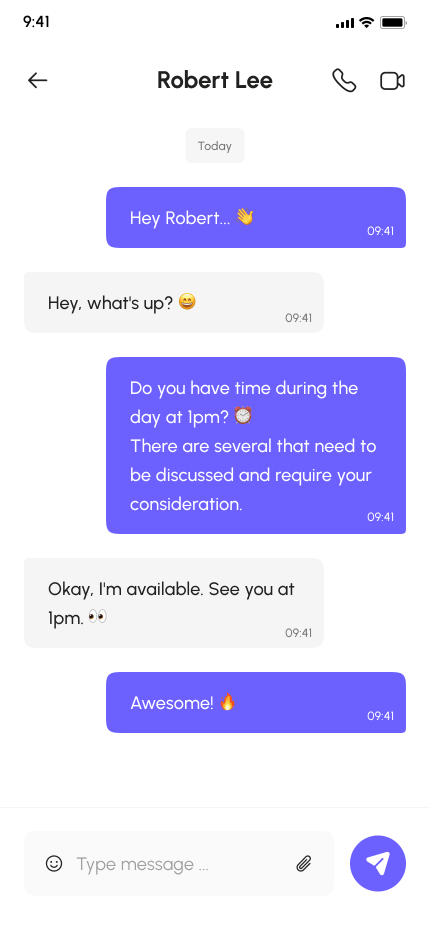 9:41
Robert Lee
Today
Hey Robert... 👋
09:41
Hey, what's up? 😄
09:41
Do you have time during the
day at 1pm? ⏰
There are several that need to
be discussed and require your
consideration.
09:41
Okay, I'm available. See you at
1pm. 👀
09:41
Awesome! 🔥
09:41
Type message ...